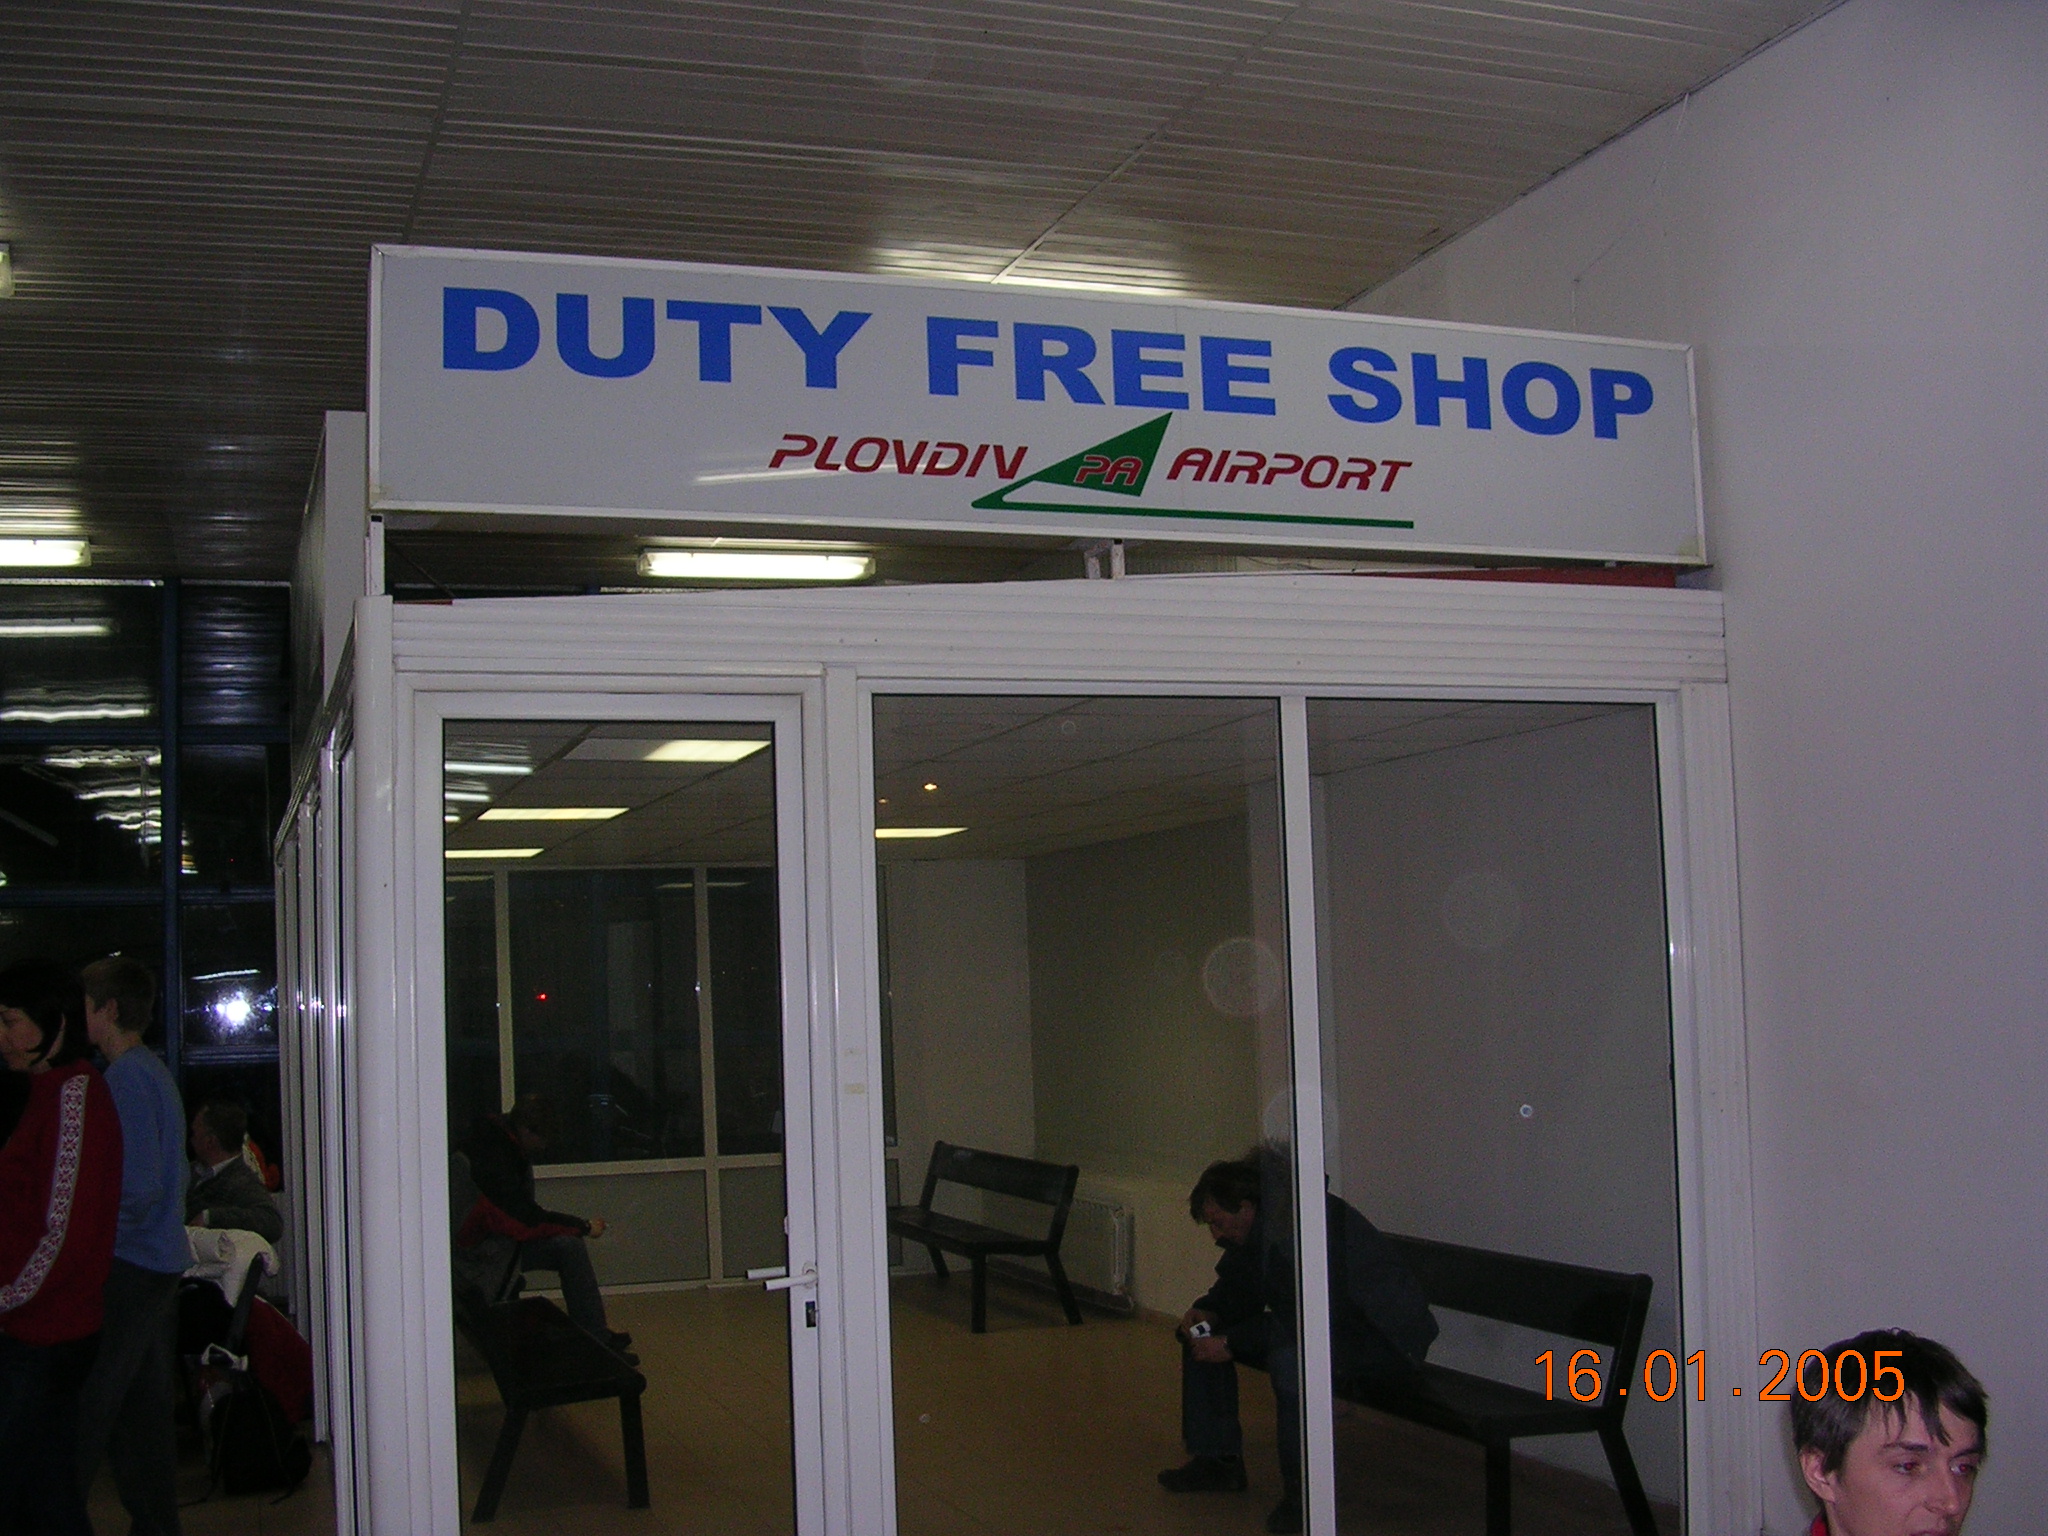 DUTY FREE SHOP
PLOVDIV PA AIRPORT
16.01.2005